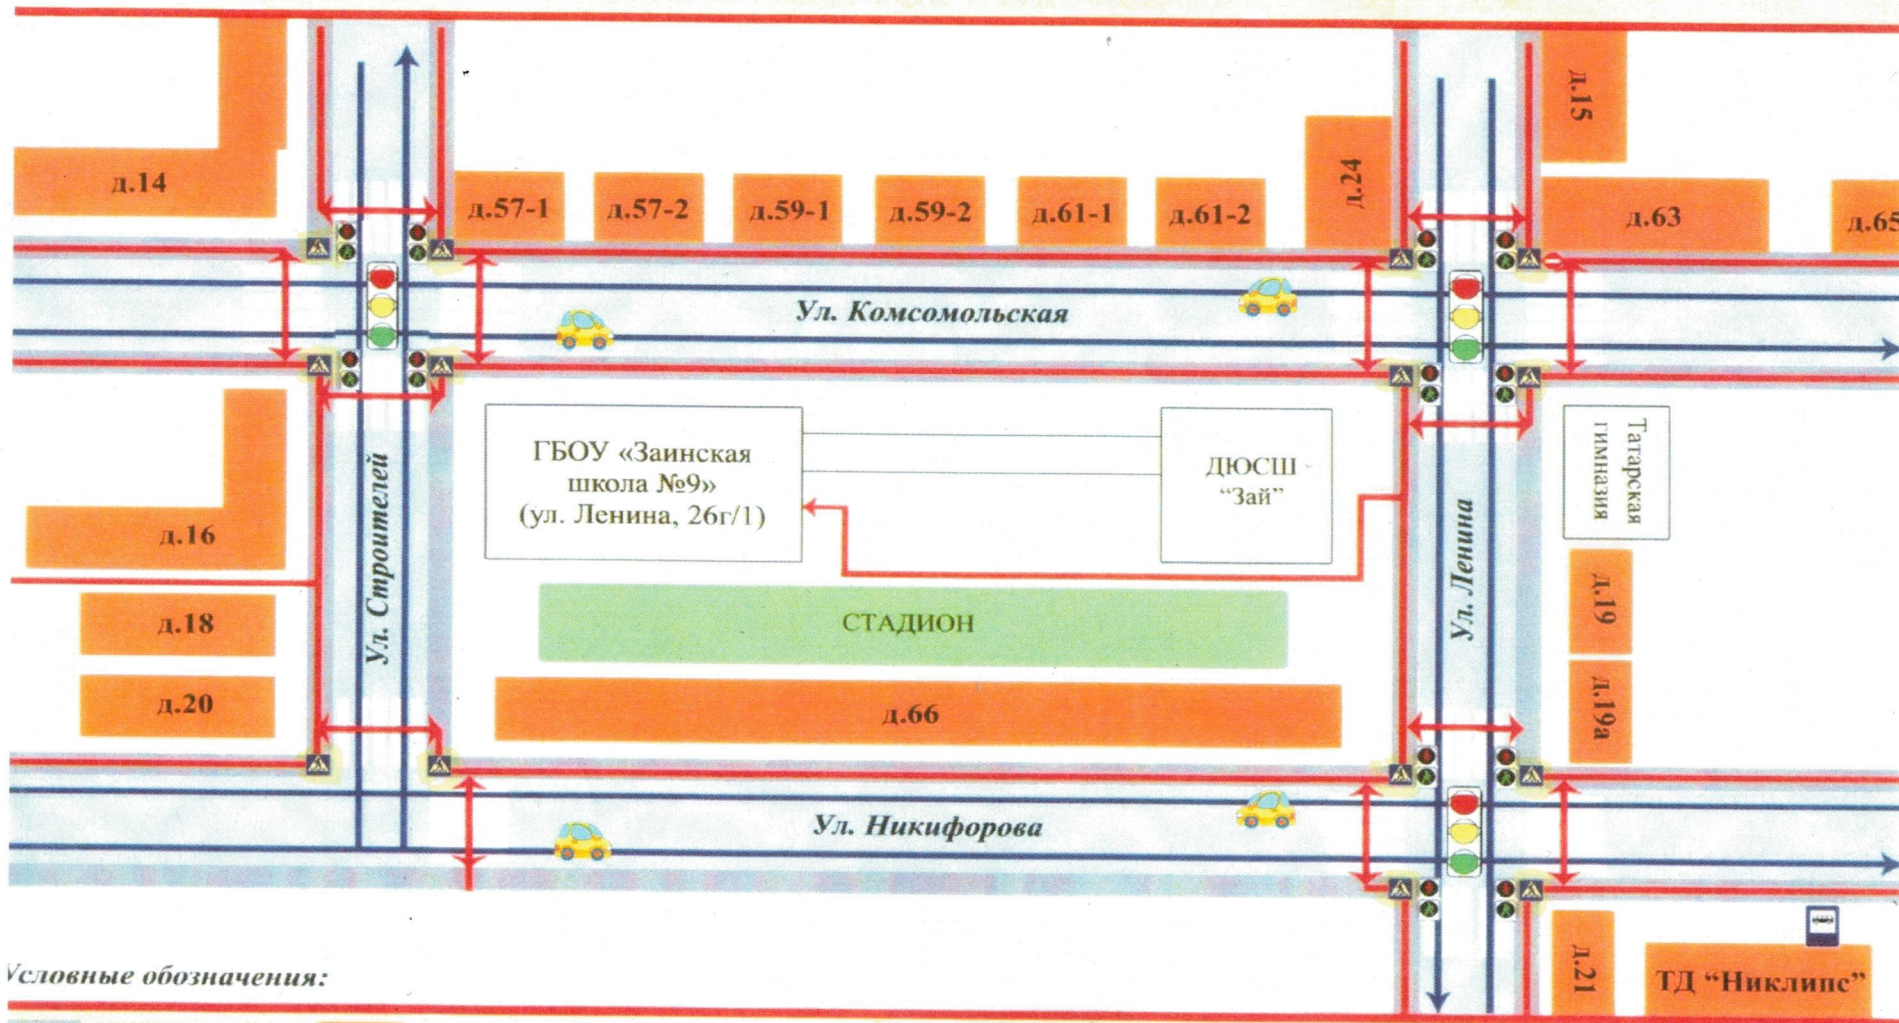 д.15
д.14
д.57-1
д.57-2
д.59-1
д.59-2
д.61-1
д.61-2
д.24
д.63
д.65
Ул. Комсомольская
ГБОУ «Заинская
школа №9»
(ул. Ленина, 26г/1)
ДЮСШ
“Зай”
Татарская
гимназия
д.16
Ул. Строителей
Ул. Ленина
д.18
СТАДИОН
д.19
д.20
д.66
д.19а
Ул. Никифорова
Условные обозначения:
д.21
ТД “Никлипс”